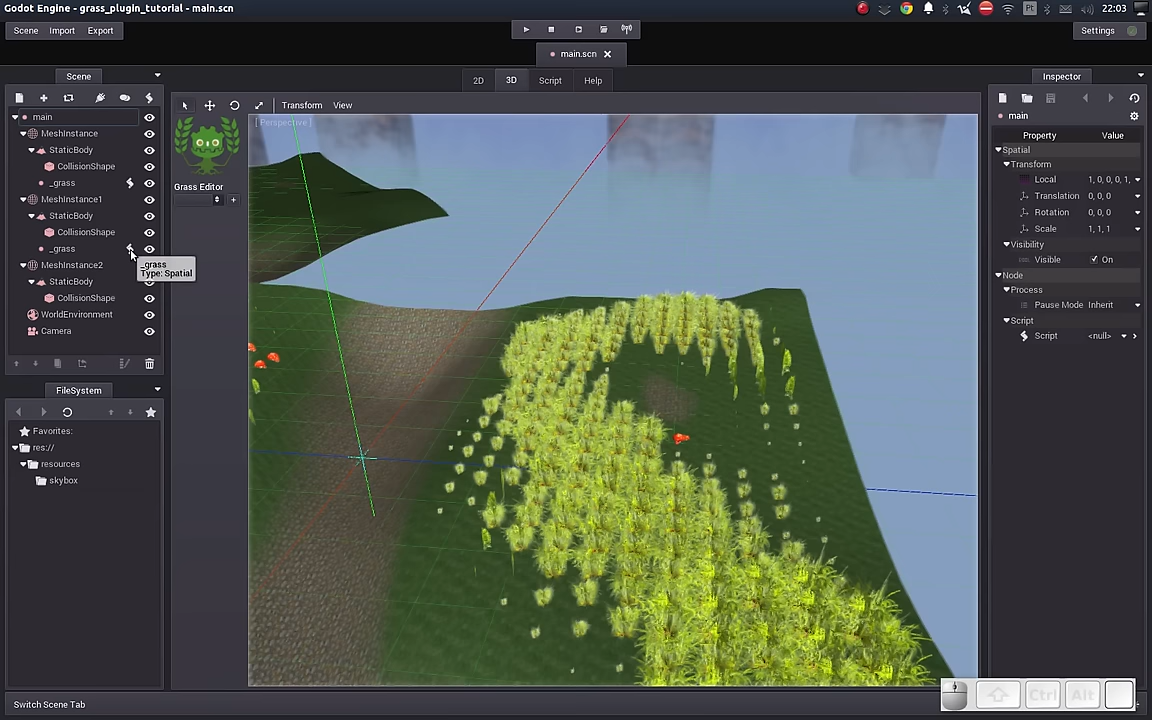 Godot Engine - grass_plugin_tutorial - main.scn
Pt
22:03
Scene Import Export
Settings
main.scn
Scene
2D 3D Script Help
Inspector
Transform View
main
MeshInstance
StaticBody
CollisionShape
_grass
MeshInstance1
StaticBody
CollisionShape
_grass
_grass
Type: Spatial
MeshInstance2
StaticBody
CollisionShape
WorldEnvironment
Camera
FileSystem
Favorites:
res://
resources
skybox
Grass Editor
[ Perspective ]
main
Property Value
Spatial
Transform
Local 1, 0, 0, 0, 1,
Translation 0, 0, 0
Rotation 0, 0, 0
Scale 1, 1, 1
Visibility
Visible On
Node
Process
Pause Mode Inherit
Script
Script <null>
Switch Scene Tab
Ctrl Alt